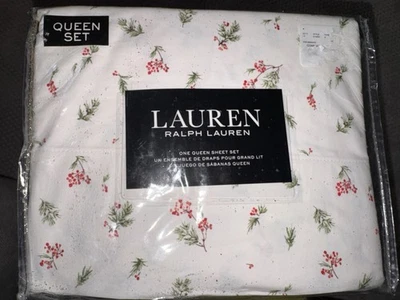 QUEEN
SET
LAUREN
RALPH LAUREN
ONE QUEEN SHEET SET
UN ENSEMBLE DE DRAPS POUR GRAND LIT
JUEGO DE SÁBANAS QUEEN